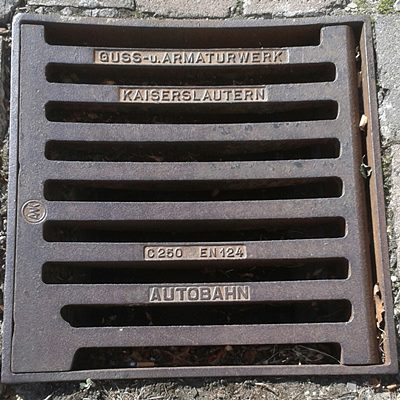 GUSS-u.ARMATURWERK
KAISERSLAUTERN
C250 EN124
AUTOBAHN